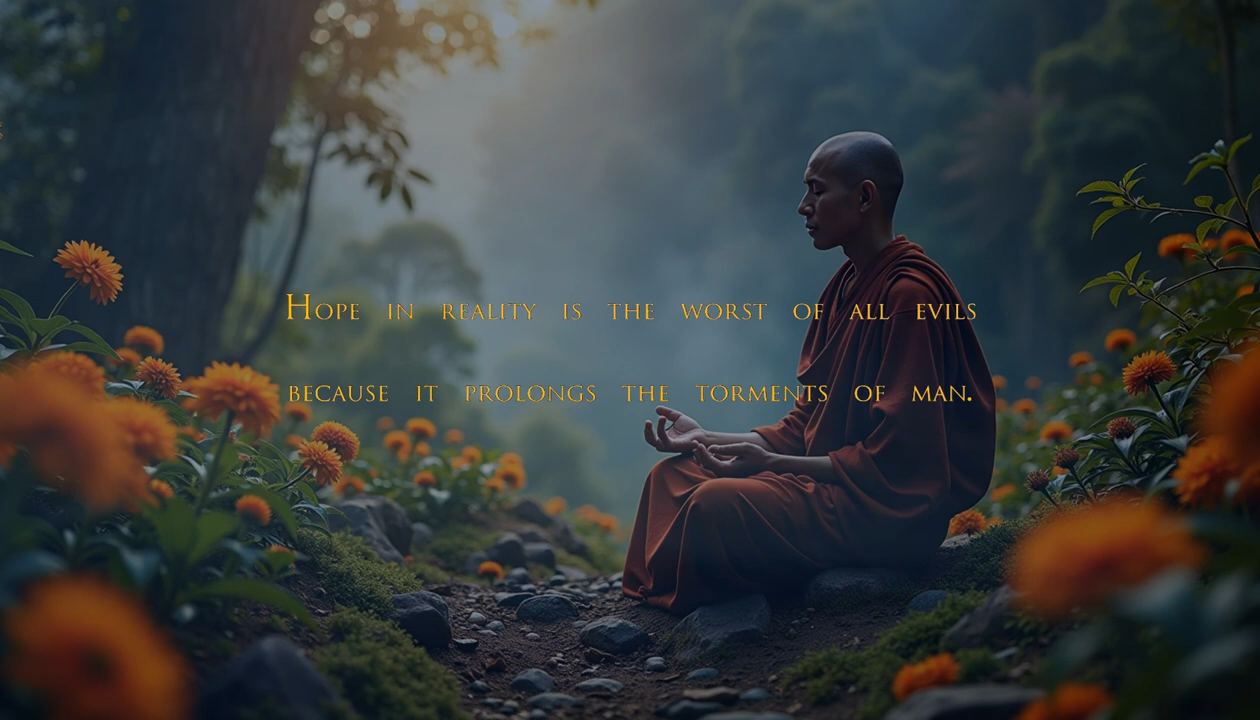 Hope in reality is the worst of all evils
because it prolongs the torments of man.